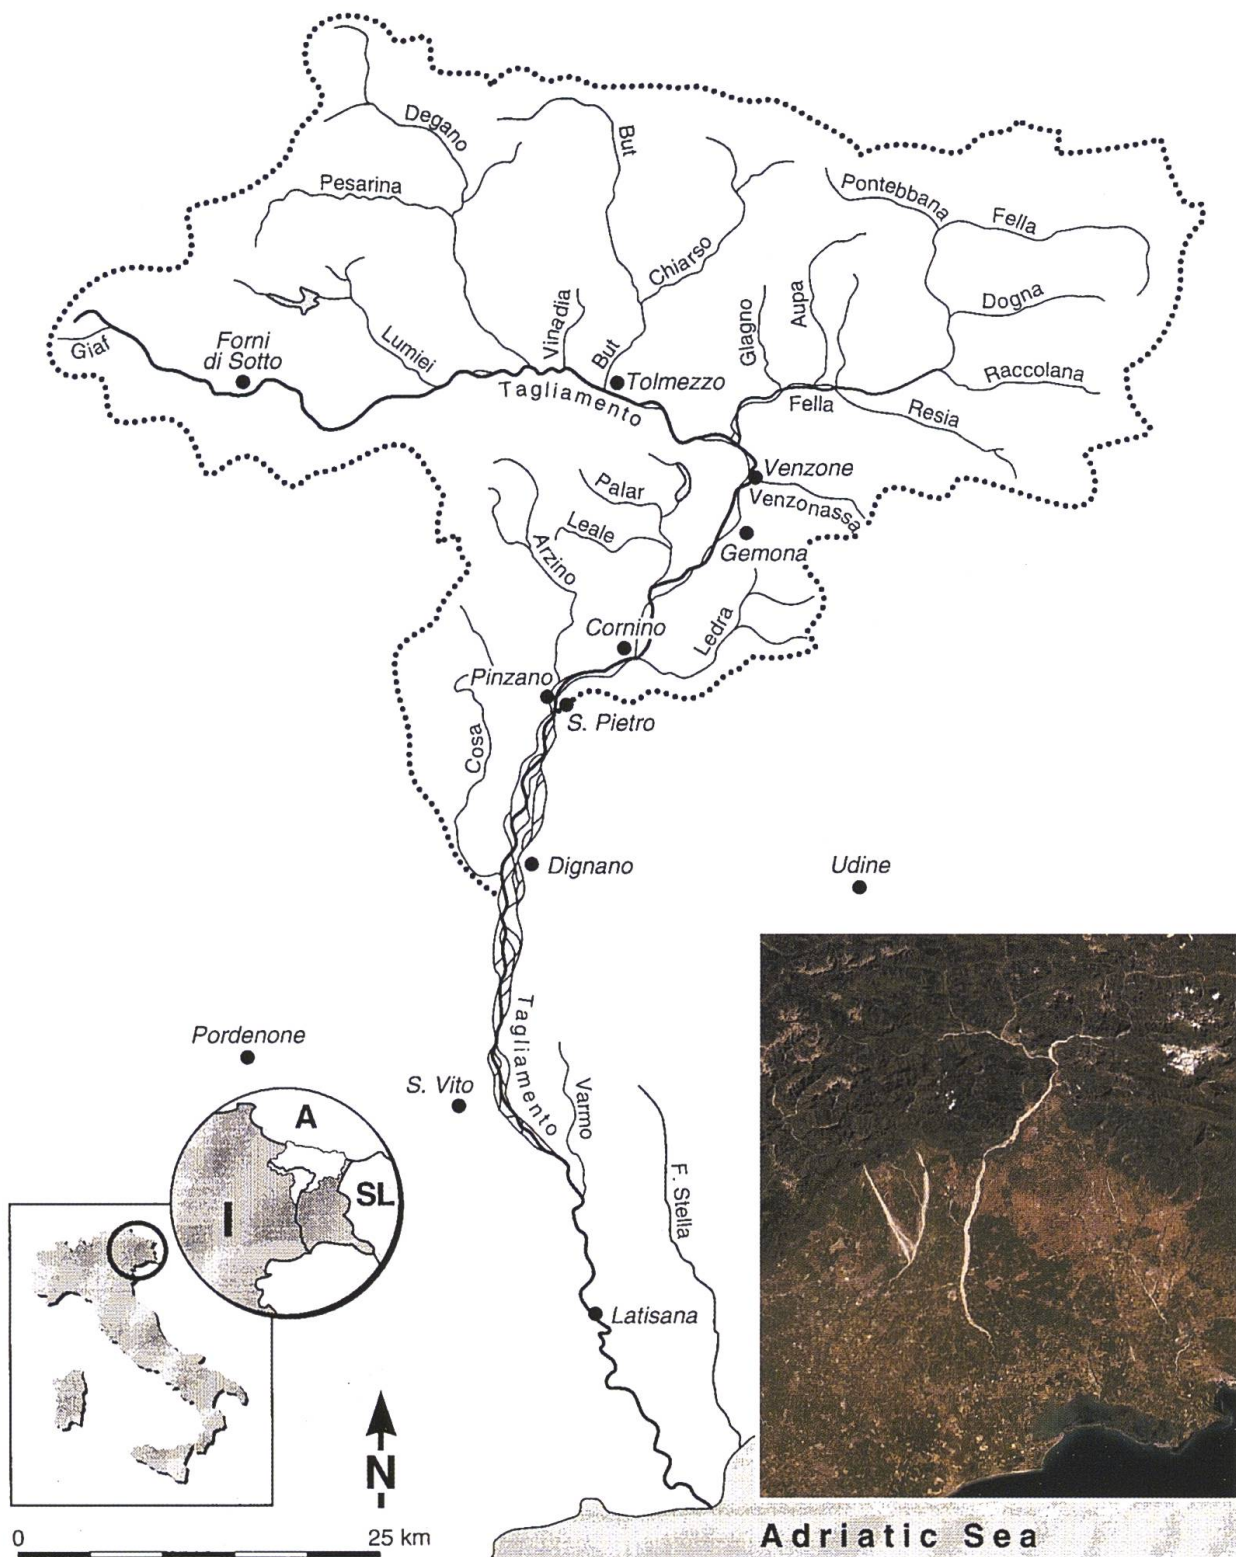 Degano
But
Pesarina
Pontebbana
Fella
Chiarso
Aupa
Dogna
Giaf
Forni
di Sotto
Lumiei
Vinadia
But
Glagno
Tolmezzo
Tagliamento
Fella
Raccolana
Resia
Venzone
Venzonassa
Palar
Leale
Arzino
Gemona
Ledra
Cornino
Pinzano
S. Pietro
Cosa
Dignano
Udine
Tagliamento
Pordenone
S. Vito
Varmo
F. Stella
A
SL
I
Latisana
N
0 25 km
Adriatic Sea